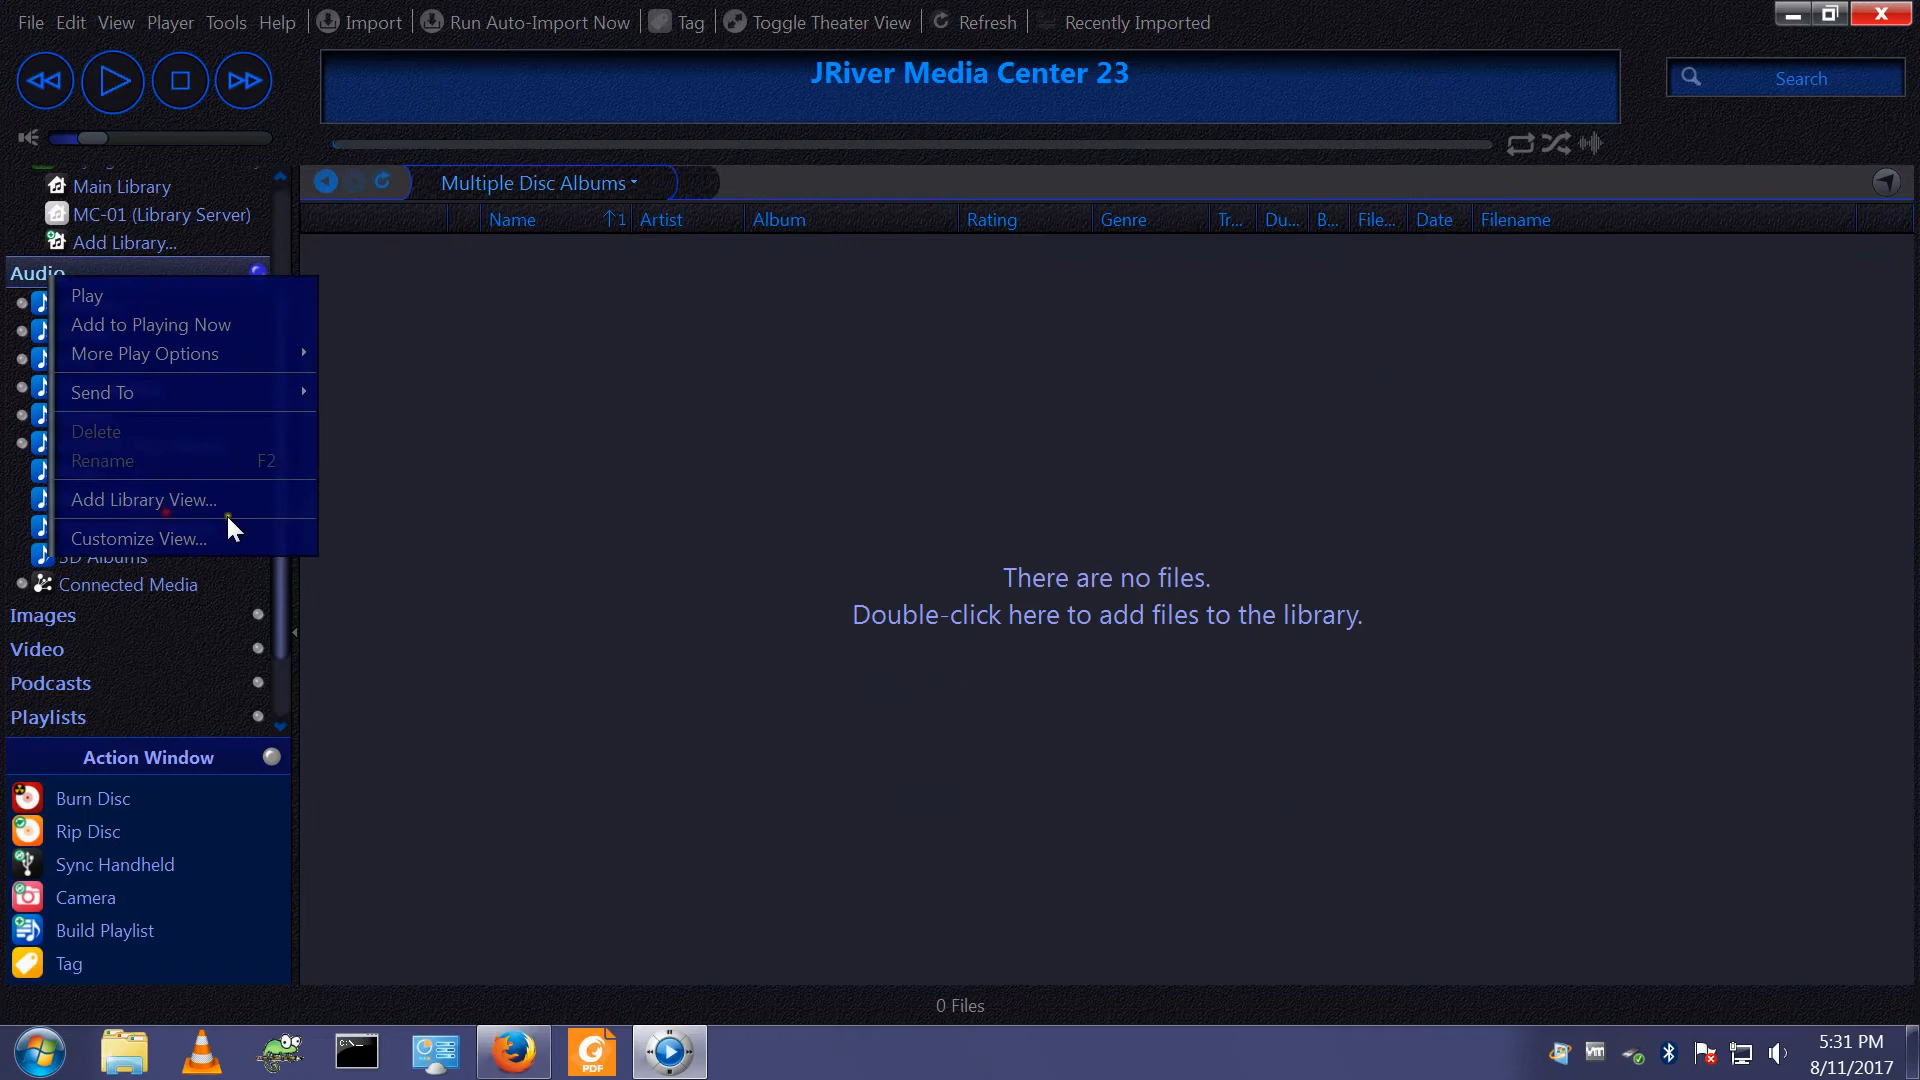 File Edit View Player Tools Help Import Run Auto-Import Now Tag Toggle Theater View Refresh Recently Imported
JRiver Media Center 23
Search
Main Library
MC-01 (Library Server)
Add Library...
Audio
Multiple Disc Albums
Name 1 Artist Album Rating Genre Tr... Du... B... File... Date Filename
Play
Add to Playing Now
More Play Options
Send To
Delete
Rename F2
Add Library View...
Customize View...
3D Albums
Connected Media
Images
Video
Podcasts
Playlists
There are no files.
Double-click here to add files to the library.
Action Window
Burn Disc
Rip Disc
Sync Handheld
Camera
Build Playlist
Tag
0 Files
C:\_
PDF
vm
5:31 PM
8/11/2017